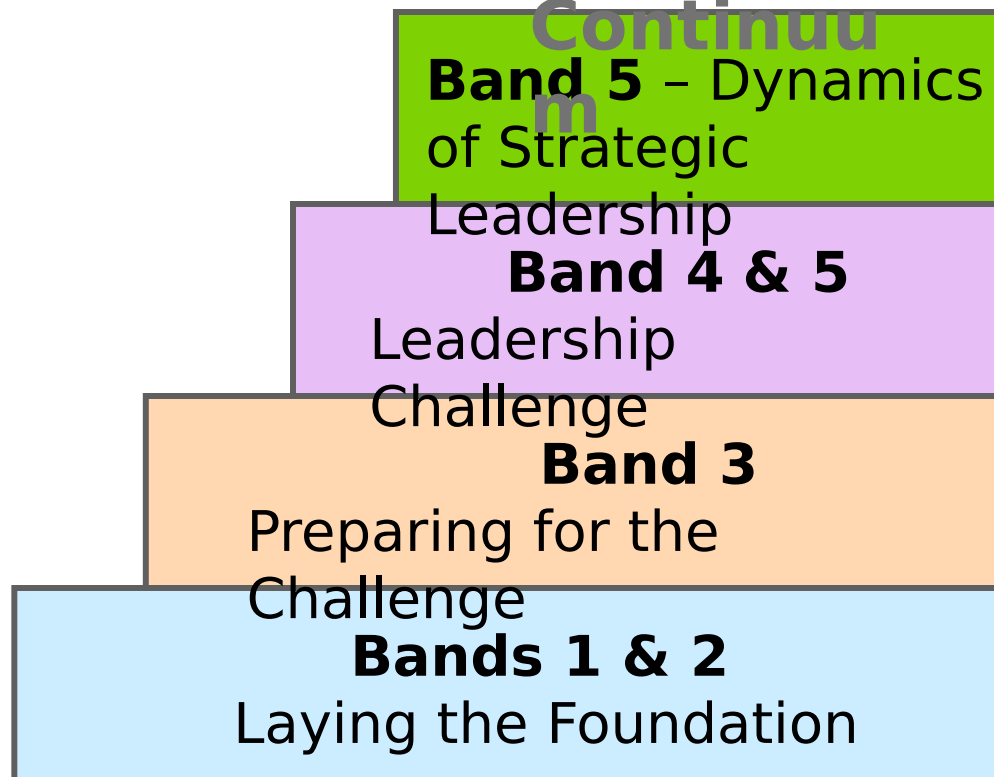 Continuu
m
Band 5 – Dynamics
of Strategic
Leadership
Band 4 & 5
Leadership
Challenge
Band 3
Preparing for the
Challenge
Bands 1 & 2
Laying the Foundation